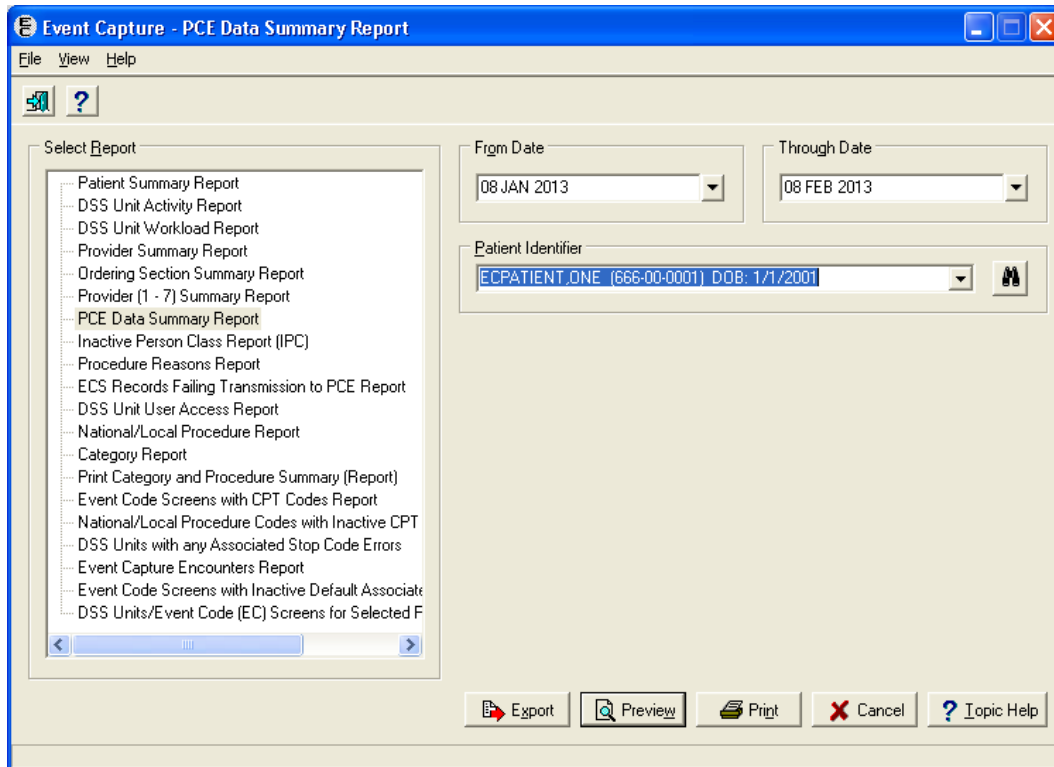 Event Capture - PCE Data Summary Report
File View Help
?
Select Report
Patient Summary Report
DSS Unit Activity Report
DSS Unit Workload Report
Provider Summary Report
Ordering Section Summary Report
Provider (1 - 7) Summary Report
PCE Data Summary Report
Inactive Person Class Report (IPC)
Procedure Reasons Report
ECS Records Failing Transmission to PCE Report
DSS Unit User Access Report
National/Local Procedure Report
Category Report
Print Category and Procedure Summary (Report)
Event Code Screens with CPT Codes Report
National/Local Procedure Codes with Inactive CPT
DSS Units with any Associated Stop Code Errors
Event Capture Encounters Report
Event Code Screens with Inactive Default Associate
DSS Units/Event Code (EC) Screens for Selected F
From Date
08 JAN 2013
Through Date
08 FEB 2013
Patient Identifier
ECPATIENT,ONE (666-00-0001) DOB: 1/1/2001
Export Preview Print Cancel ? Topic Help